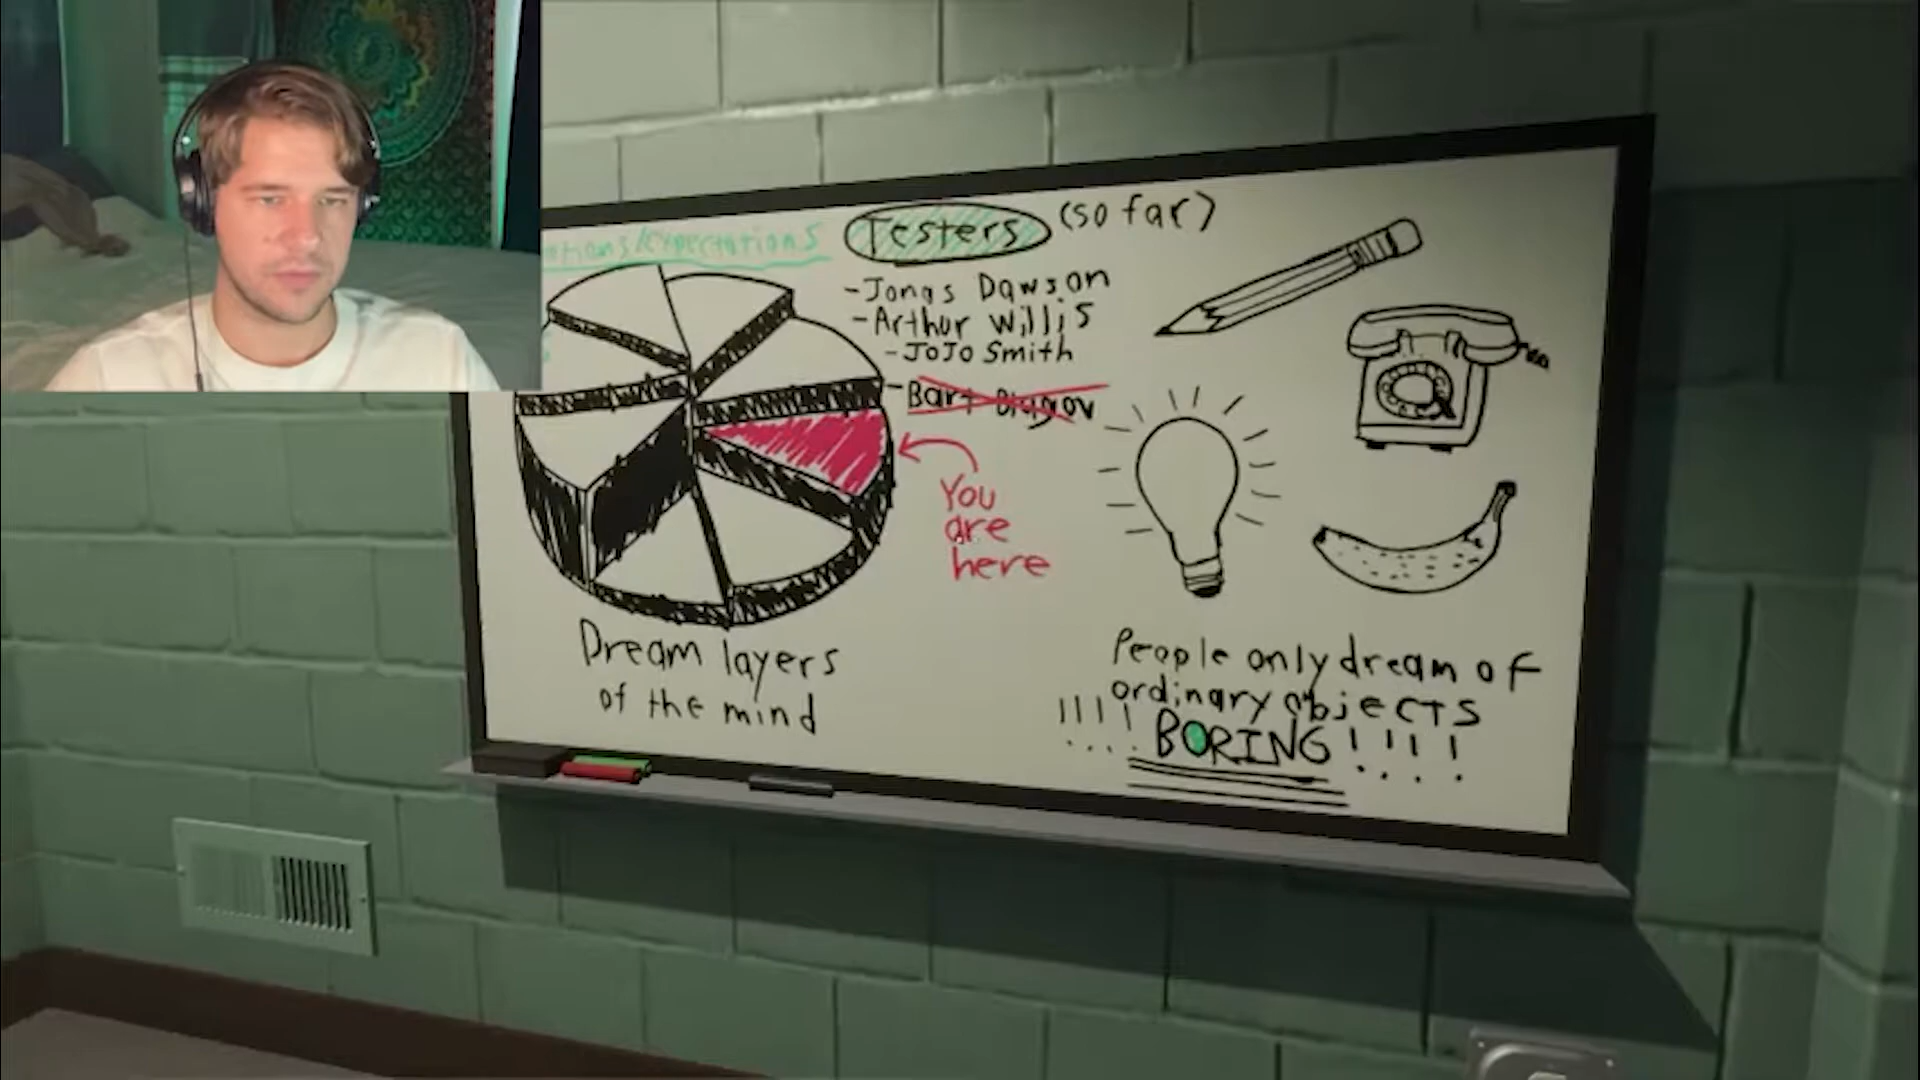 Testers (so far)
-Jonas Dawson
-Arthur Willis
-JoJo Smith
You
are
here
Dream layers
of the mind
People only dream of
ordinary objects
!!!! BORING!!!!